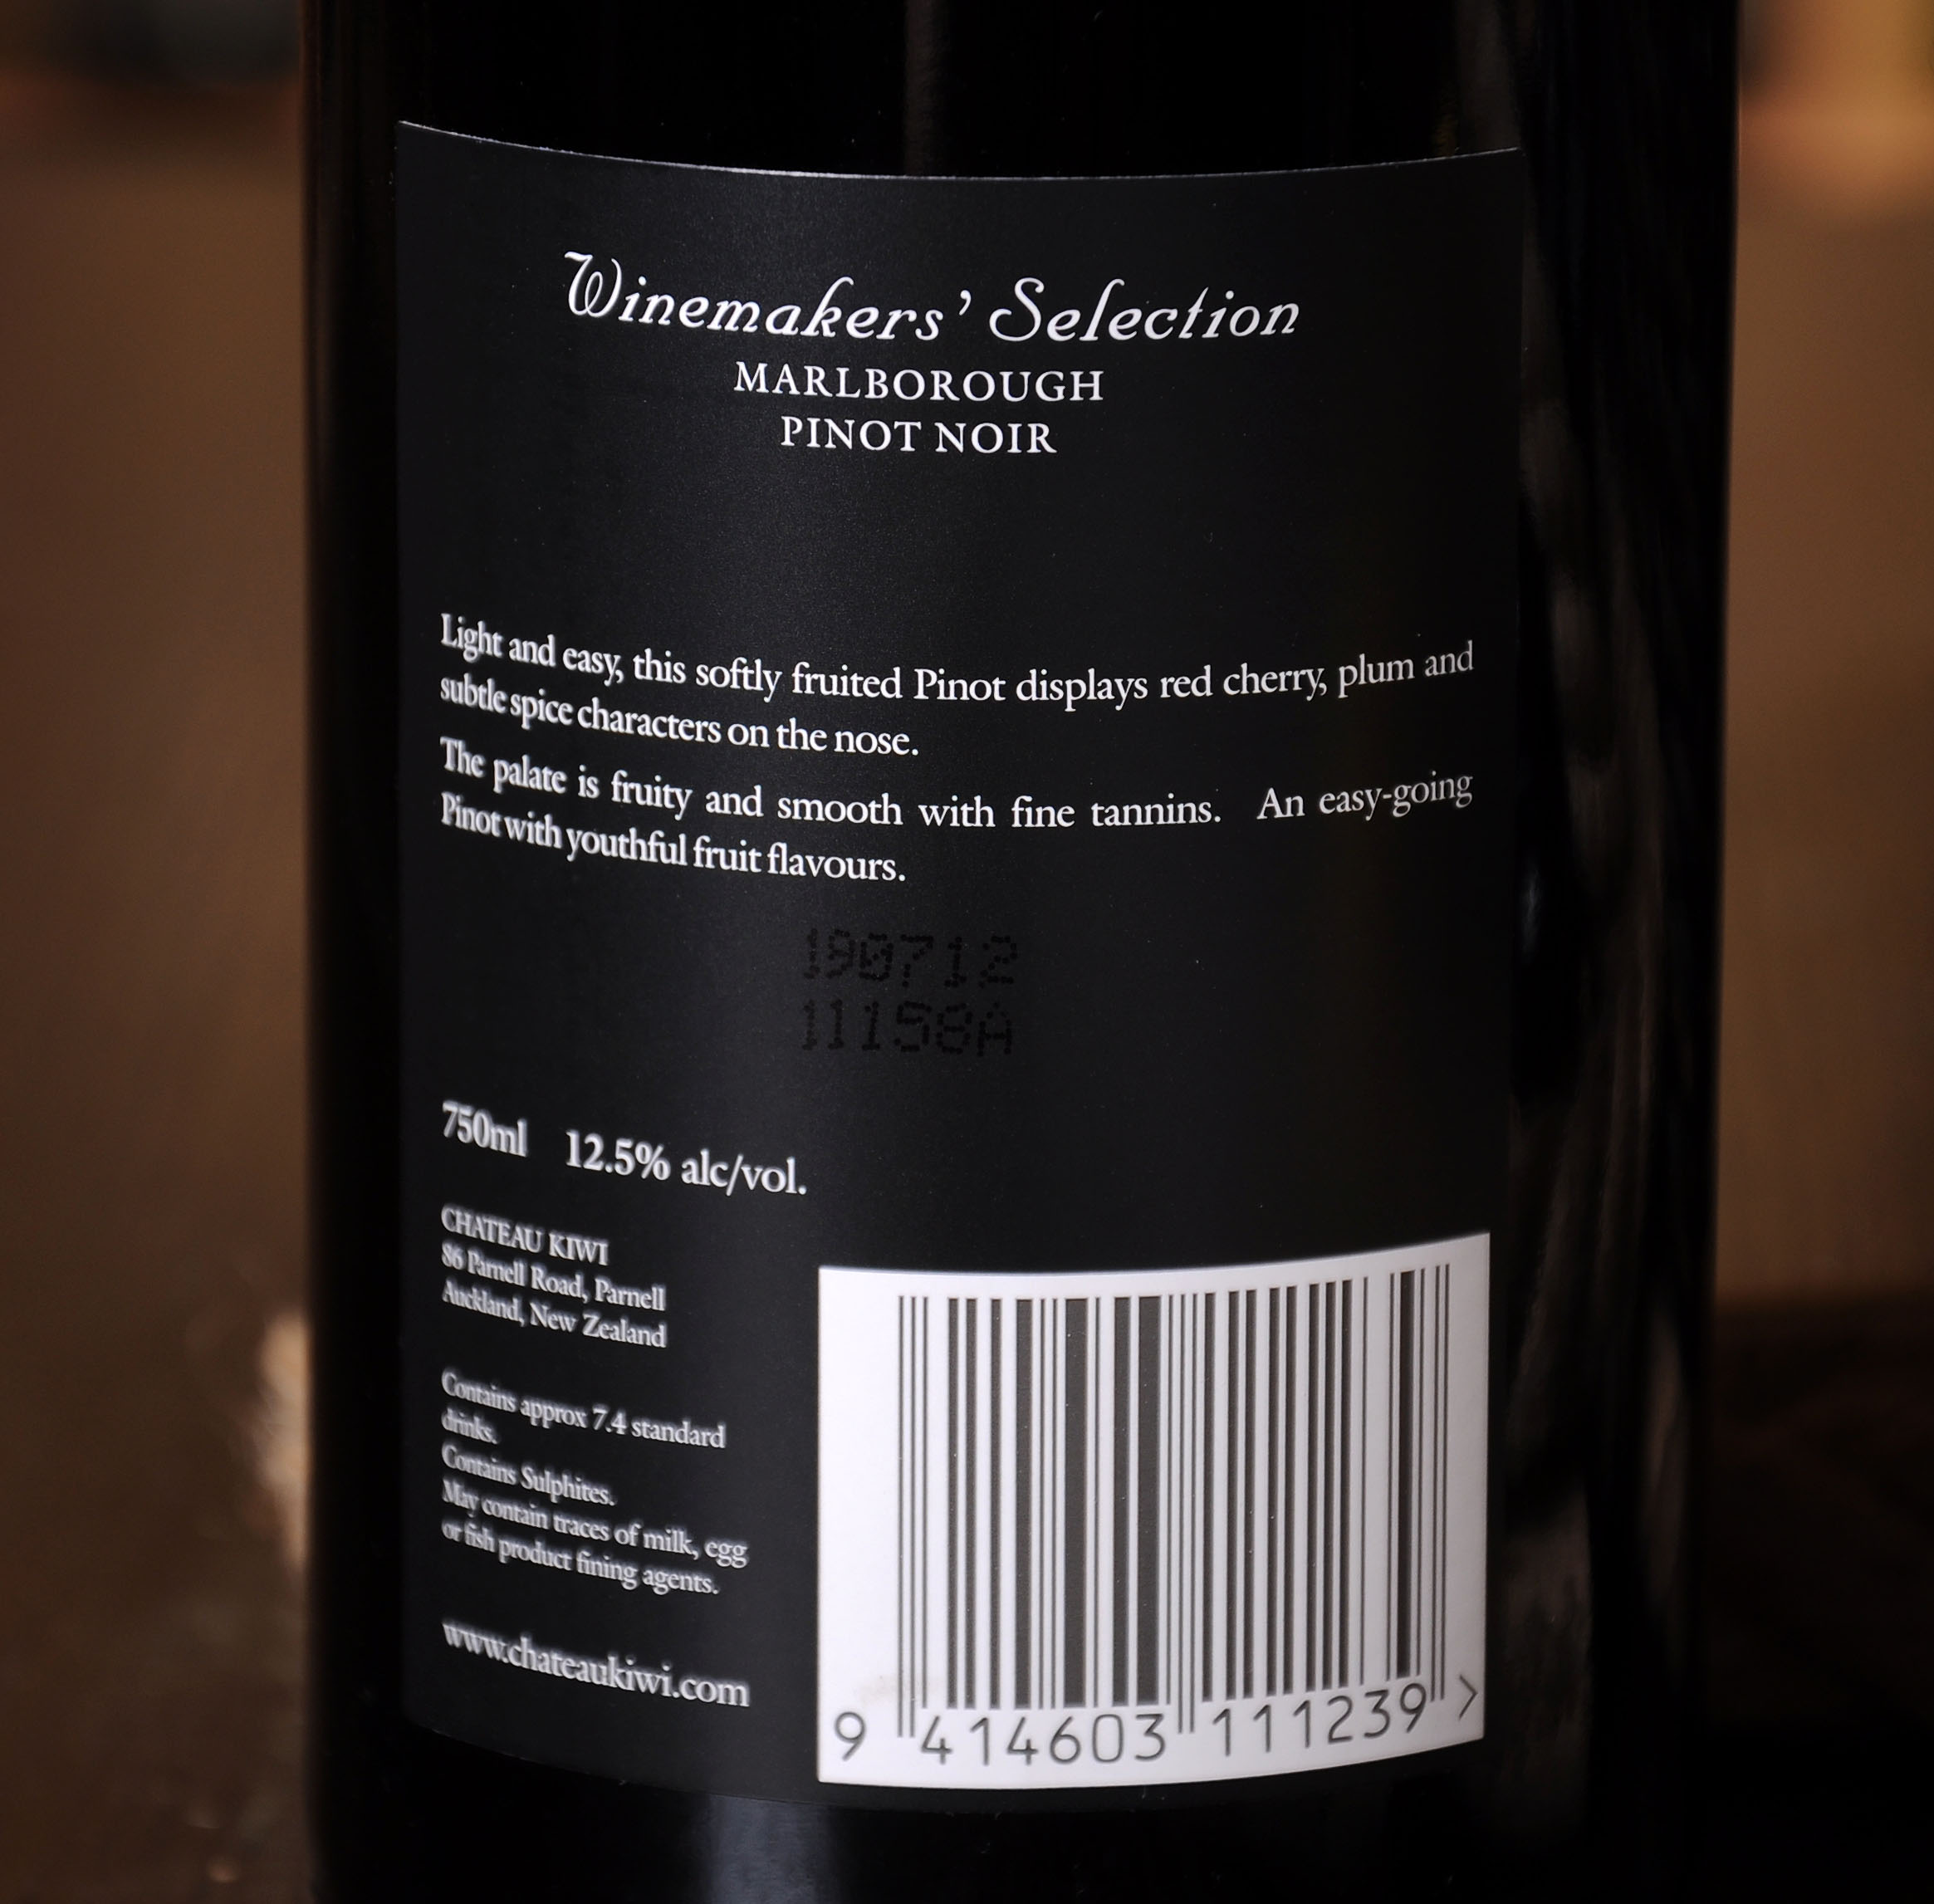 Winemakers' Selection
MARLBOROUGH
PINOT NOIR
Light and easy, this softly fruited Pinot displays red cherry, plum and
subtle spice characters on the nose.
The palate is fruity and smooth with fine tannins. An easy-going
Pinot with youthful fruit flavours.
190712
11158A
750ml 12.5% alc/vol.
CHATEAU KIWI
86 Parnell Road, Parnell
Auckland, New Zealand
Contains approx 7.4 standard
drinks.
Contains Sulphites.
May contain traces of milk, egg
or fish product fining agents.
www.chateaukiwi.com
9 414603 111239 >